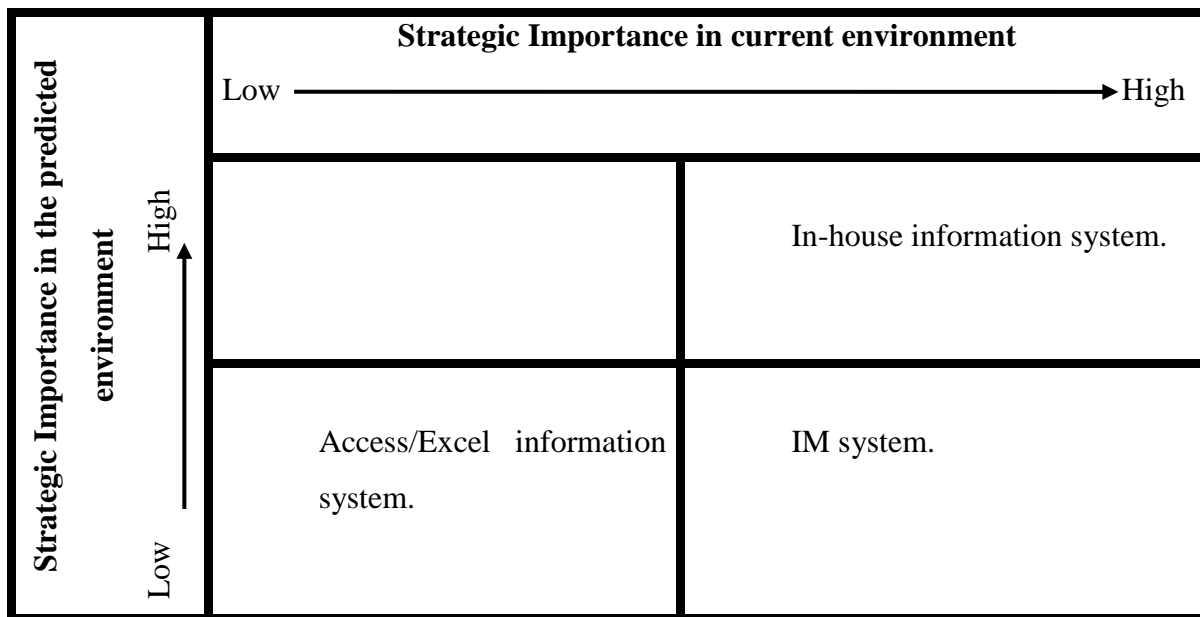 Strategic Importance in current environment
Low
High
Strategic Importance in the predicted
environment
High
Low
In-house information system.
Access/Excel information
system.
IM system.